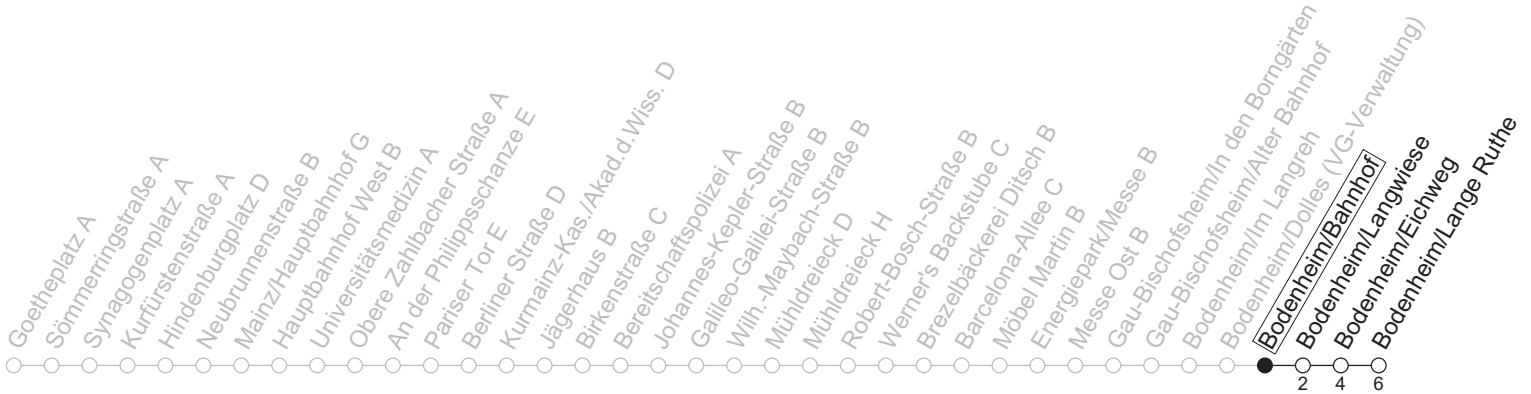 Goetheplatz A
Sömmerringstraße A
Synagogenplatz A
Kurfürstenstraße A
Hindenburgplatz D
Neubrunnenstraße B
Mainz/Hauptbahnhof G
Hauptbahnhof West B
Universitätsmedizin A
Obere Zahlbacher Straße A
An der Philippsschanze E
Pariser Tor E
Berliner Straße D
Kurmainz-Kas./Akad.d.Wiss. D
Jägerhaus B
Birkenstraße C
Bereitschaftspolizei A
Johannes-Kepler-Straße B
Galileo-Galilei-Straße B
Wilh.-Maybach-Straße B
Mühldreieck D
Mühldreieck H
Robert-Bosch-Straße B
Werner's Backstube C
Brezelbäckerei Ditsch B
Barcelona-Allee C
Möbel Martin B
Energiepark/Messe B
Messe Ost B
Gau-Bischofsheim/In den Borngärten
Gau-Bischofsheim/Alter Bahnhof
Bodenheim/Im Langreh
Bodenheim/Dolles (VG-Verwaltung)
Bodenheim/Bahnhof
Bodenheim/Langwiese
Bodenheim/Eichweg
Bodenheim/Lange Ruthe
2 4 6